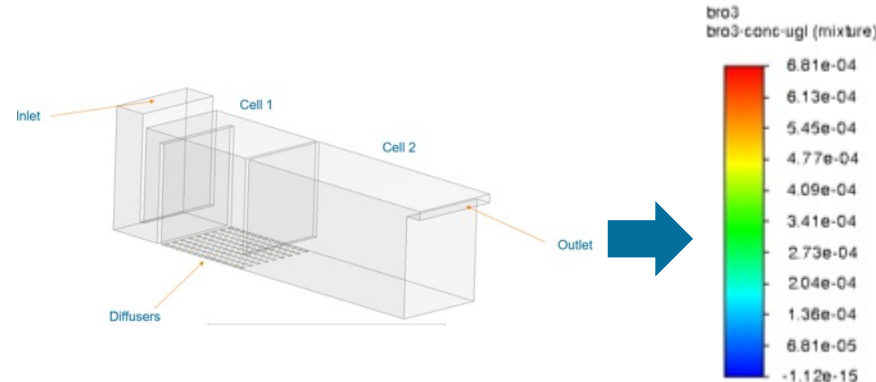 Inlet
Cell 1
Cell 2
Outlet
Diffusers
bro3
bro3-conc-ugl (mixture)
6.81e-04
6.13e-04
5.45e-04
4.77e-04
4.09e-04
3.41e-04
2.73e-04
2.04e-04
1.36e-04
6.81e-05
-1.12e-15